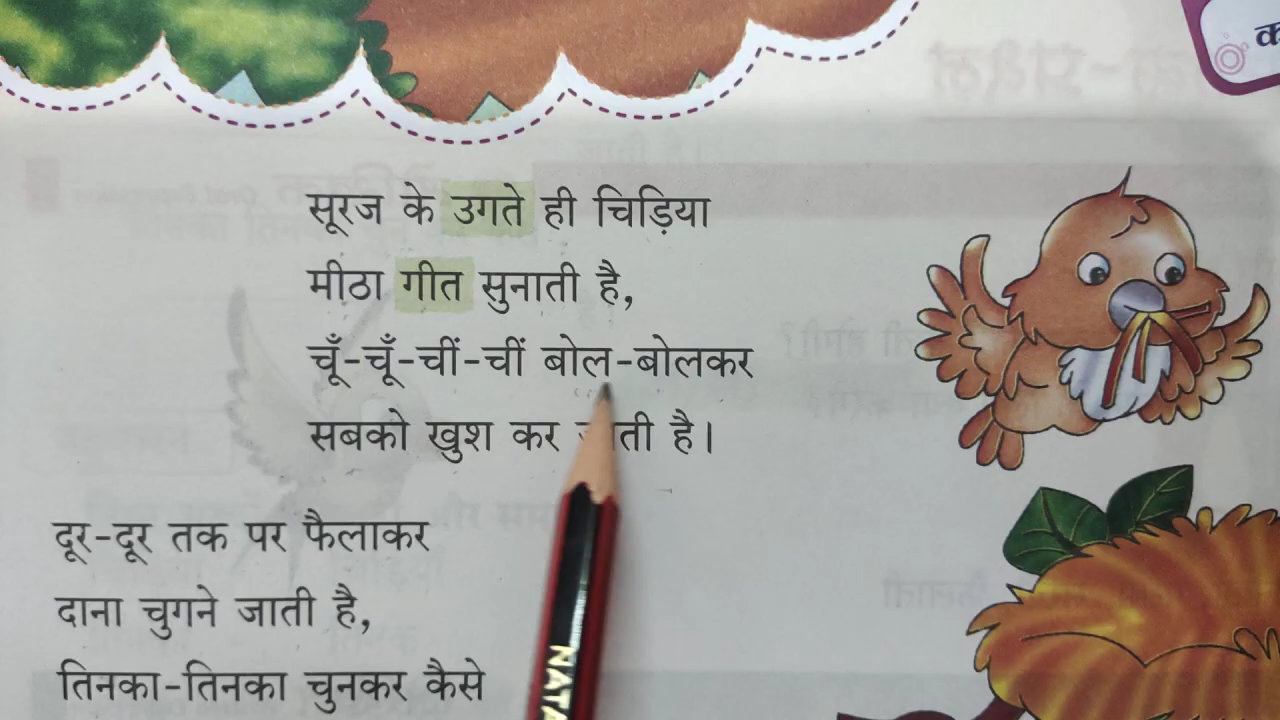 सूरज के उगते ही चिड़िया
मीठा गीत सुनाती है,
चूँ-चूँ-चीं-चीं बोल-बोलकर
सबको खुश कर है।
दूर-दूर तक पर फैलाकर
दाना चुगने जाती है,
तिनका-तिनका चुनकर कैसे